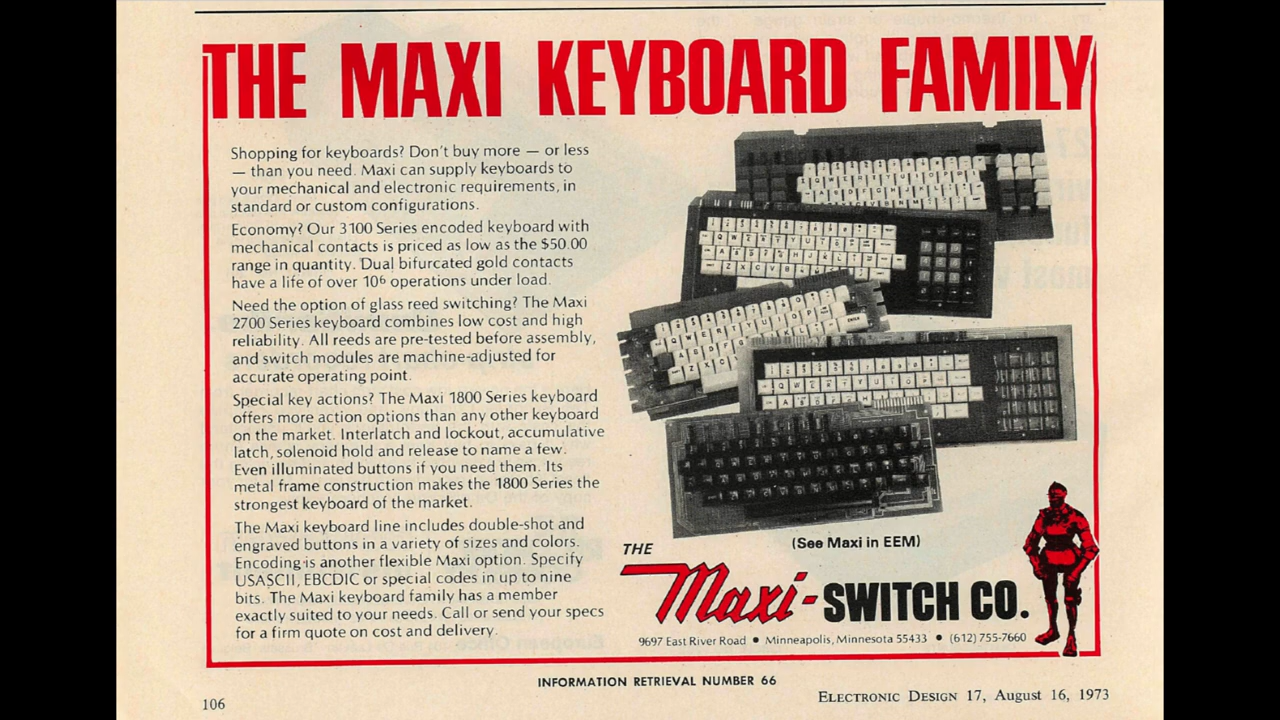 THE MAXI KEYBOARD FAMILY
Shopping for keyboards? Don't buy more — or less
— than you need. Maxi can supply keyboards to
your mechanical and electronic requirements, in
standard or custom configurations.
Economy? Our 3100 Series encoded keyboard with
mechanical contacts is priced as low as the $50.00
range in quantity. Dual bifurcated gold contacts
have a life of over 10⁶ operations under load.
Need the option of glass reed switching? The Maxi
2700 Series keyboard combines low cost and high
reliability. All reeds are pre-tested before assembly,
and switch modules are machine-adjusted for
accurate operating point.
Special key actions? The Maxi 1800 Series keyboard
offers more action options than any other keyboard
on the market. Interlatch and lockout, accumulative
latch, solenoid hold and release to name a few.
Even illuminated buttons if you need them. Its
metal frame construction makes the 1800 Series the
strongest keyboard of the market.
The Maxi keyboard line includes double-shot and
engraved buttons in a variety of sizes and colors.
Encoding is another flexible Maxi option. Specify
USASCII, EBCDIC or special codes in up to nine
bits. The Maxi keyboard family has a member
exactly suited to your needs. Call or send your specs
for a firm quote on cost and delivery.
(See Maxi in EEM)
THE
Maxi-SWITCH CO.
9697 East River Road • Minneapolis, Minnesota 55433 • (612) 755-7660
INFORMATION RETRIEVAL NUMBER 66
106
ELECTRONIC DESIGN 17, August 16, 1973